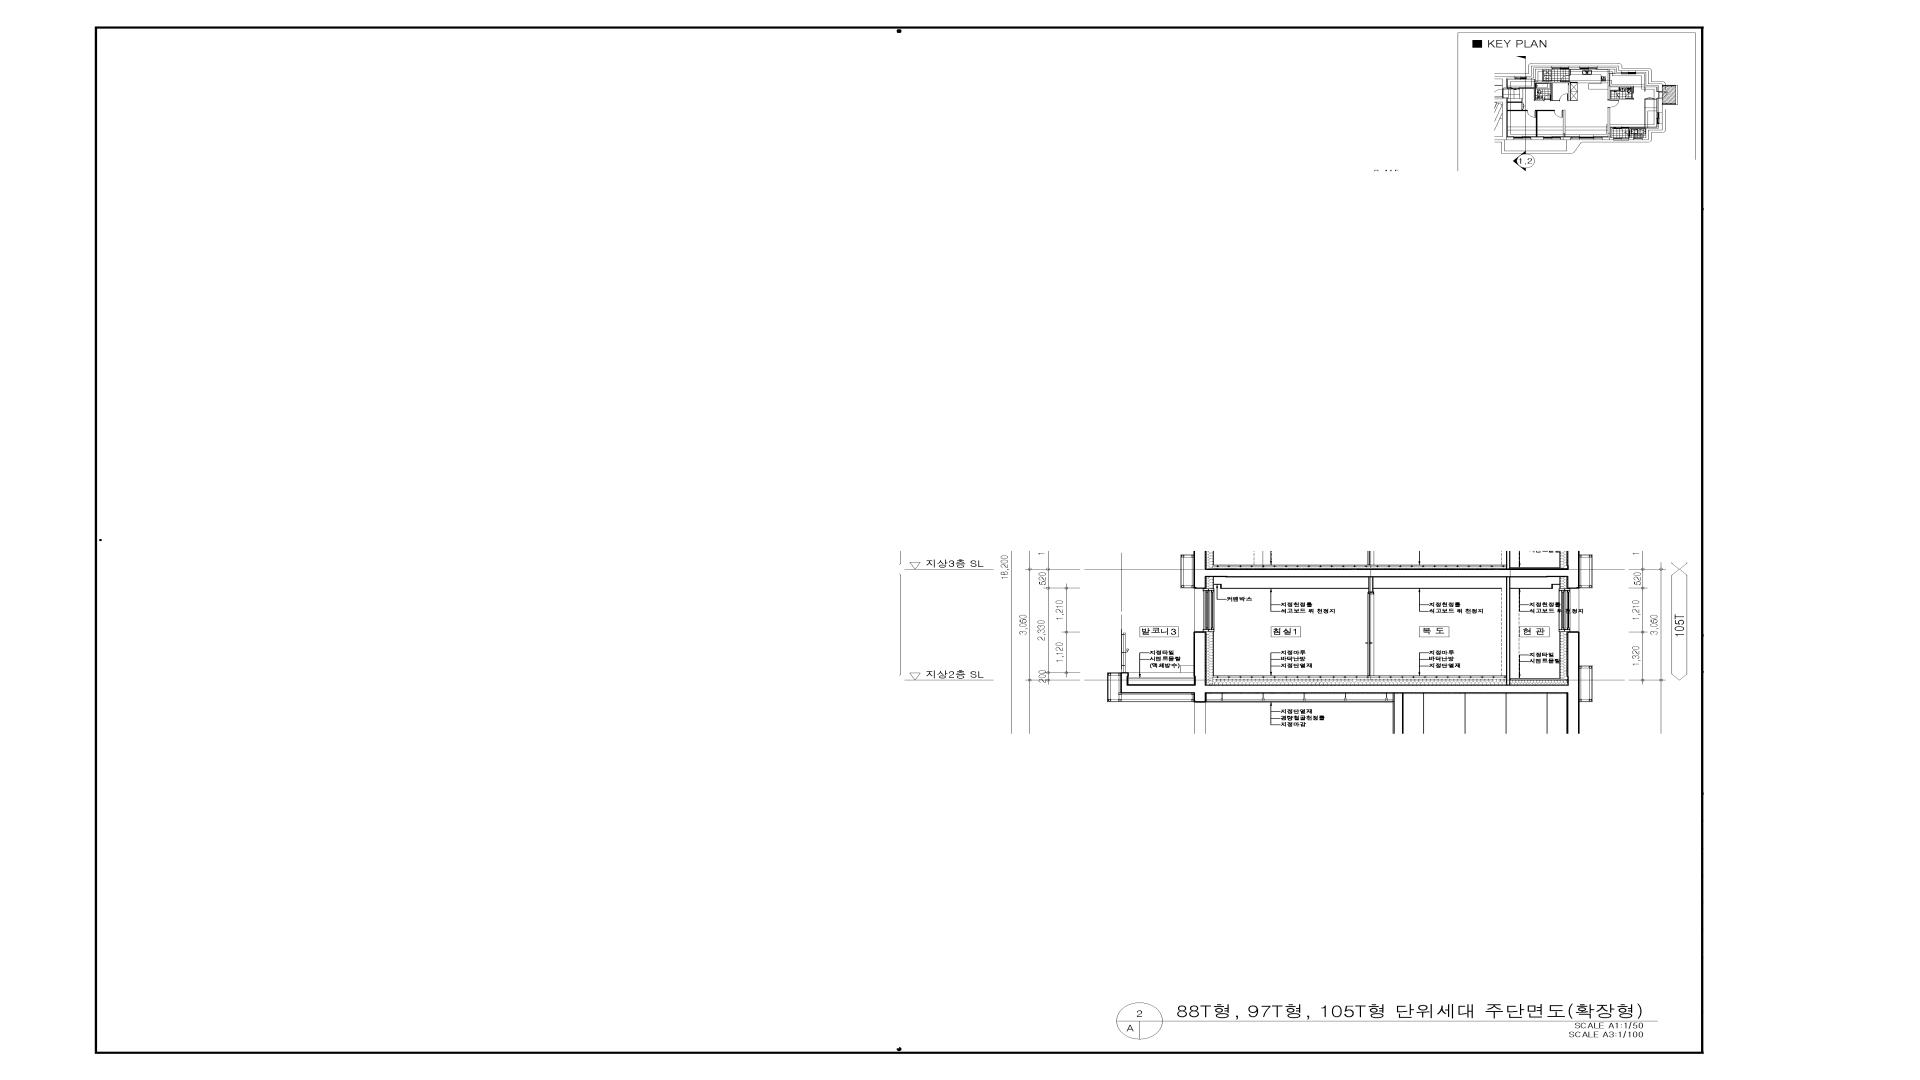 KEY PLAN
1,2
지상3층 SL
18,200
520
520
105T
커텐박스
지정천정틀
석고보드 위 천정지
지정천정틀
석고보드 위 천정지
지정천정틀
석고보드 위 천정지
3,050
2,330
1,210
1,210
3,050
발코니3
침실1
복 도
현 관
1,120
1,320
지정타일
시멘트몰탈
(액체방수)
지정마루
바닥난방
지정단열재
지정마루
바닥난방
지정단열재
지정타일
시멘트몰탈
지상2층 SL
200
지정단열재
경량철골천정틀
지정마감
2
A
88T형, 97T형, 105T형 단위세대 주단면도(확장형)
SCALE A1:1/50
SCALE A3:1/100